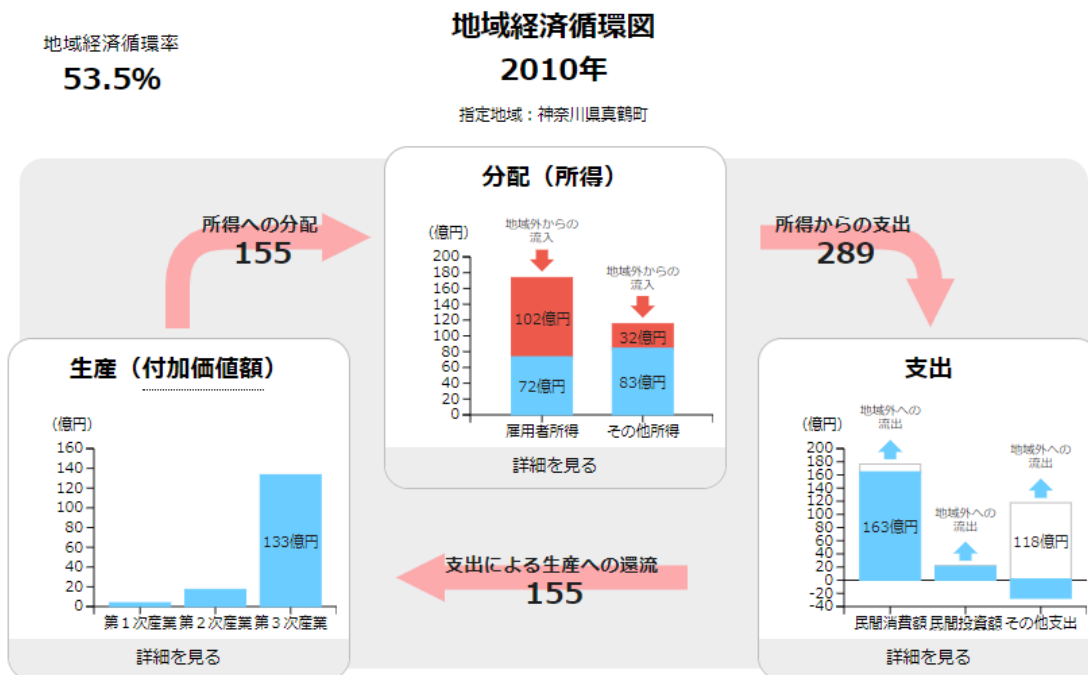 地域経済循環率
53.5%
地域経済循環図
2010年
指定地域：神奈川県真鶴町
分配（所得）
（億円）
200
180
160
140
120
100
80
60
40
20
0
地域外からの
流入
地域外からの
流入
102億円
32億円
72億円
83億円
雇用者所得
その他所得
詳細を見る
所得への分配
155
所得からの支出
289
生産（付加価値額）
（億円）
160
140
120
100
80
60
40
20
0
133億円
第１次産業
第２次産業
第３次産業
詳細を見る
支出による生産への還流
155
支出
（億円）
200
180
160
140
120
100
80
60
40
20
0
-20
-40
地域外への
流出
地域外への
流出
地域外への
流出
163億円
118億円
民間消費額
民間投資額
その他支出
詳細を見る